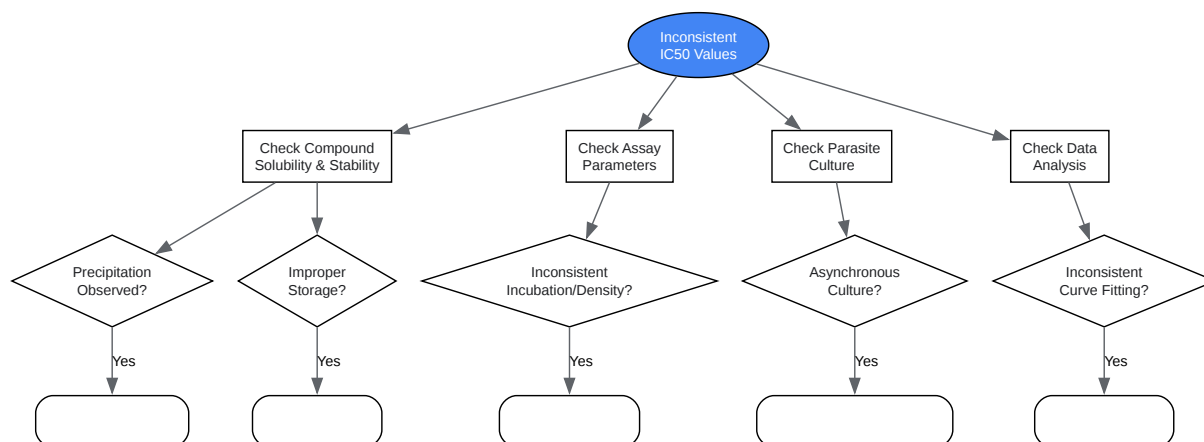 Inconsistent
IC50 Values
Check Compound
Solubility & Stability
Check Assay
Parameters
Check Parasite
Culture
Check Data
Analysis
Precipitation
Observed?
Improper
Storage?
Inconsistent
Incubation/Density?
Asynchronous
Culture?
Inconsistent
Curve Fitting?
Yes
Yes
Yes
Yes
Yes